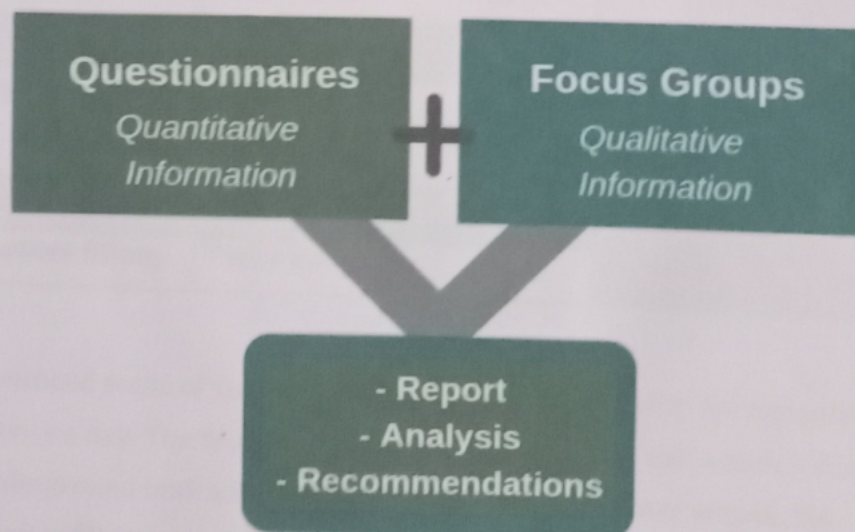 Questionnaires
Quantitative
Information
+
Focus Groups
Qualitative
Information
- Report
- Analysis
- Recommendations